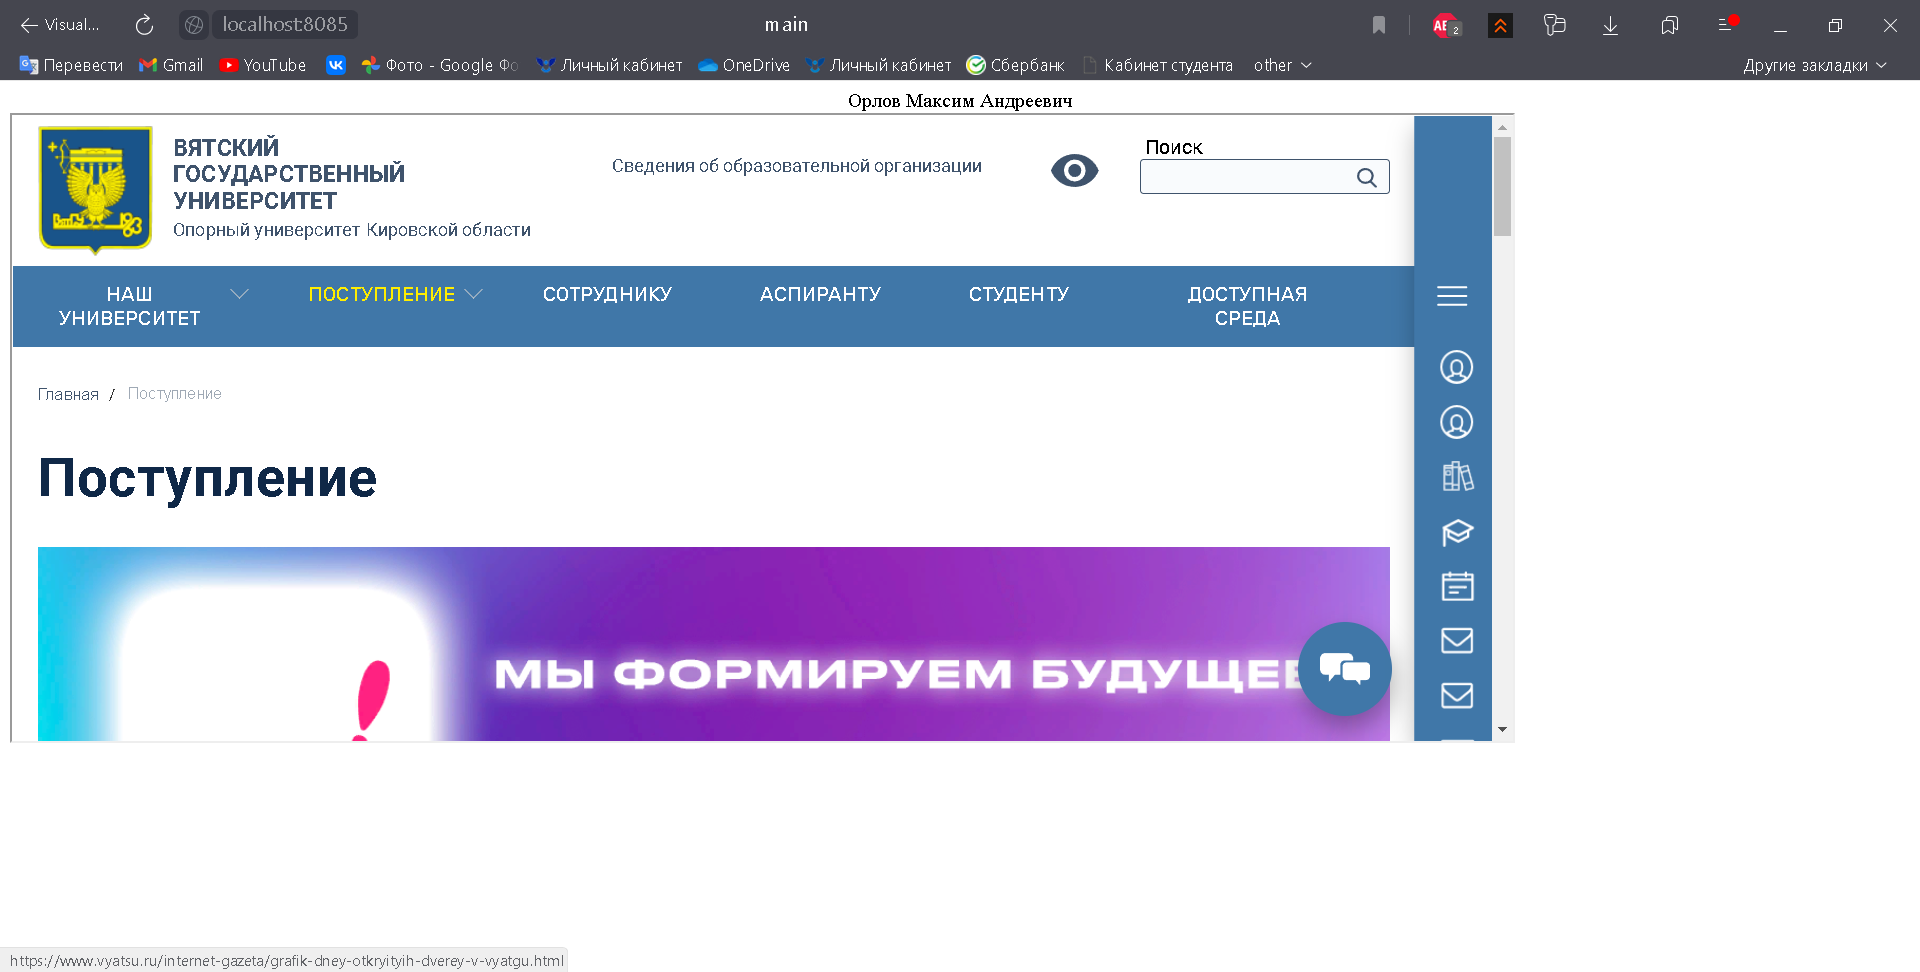 Visual...
localhost:8085
main
2
Перевести
Gmail
YouTube
Фото - Google Фо
Личный кабинет
OneDrive
Личный кабинет
Сбербанк
Кабинет студента
other
Другие закладки
Орлов Максим Андреевич
ВЯТСКИЙ
ГОСУДАРСТВЕННЫЙ
УНИВЕРСИТЕТ
Опорный университет Кировской области
Сведения об образовательной организации
Поиск
НАШ
УНИВЕРСИТЕТ
ПОСТУПЛЕНИЕ
СОТРУДНИКУ
АСПИРАНТУ
СТУДЕНТУ
ДОСТУПНАЯ
СРЕДА
Главная / Поступление
Поступление
МЫ ФОРМИРУЕМ БУДУЩЕЕ
https://www.vyatsu.ru/internet-gazeta/grafik-dney-otkryityih-dverey-v-vyatgu.html